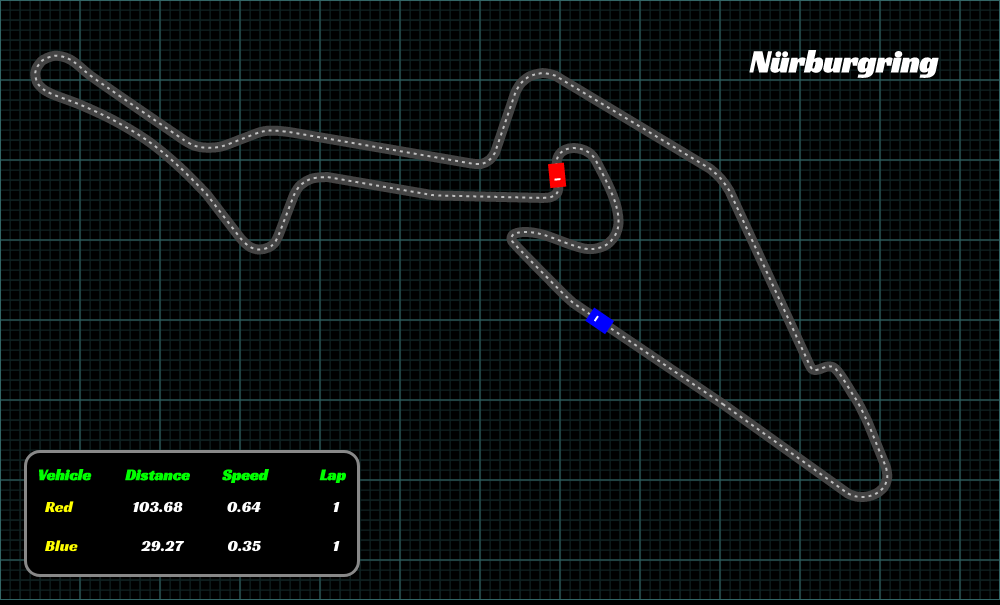 Nürburgring
Vehicle Distance Speed Lap
Red 103.68 0.64 1
Blue 29.27 0.35 1